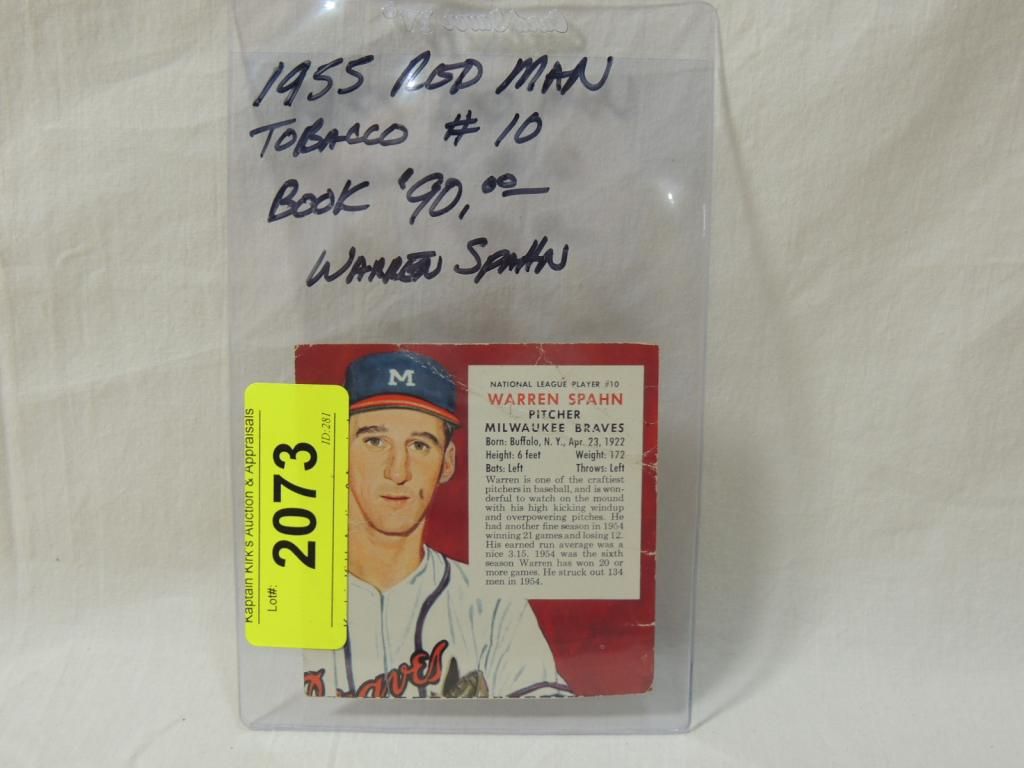 1955 RED MAN
TOBACCO # 10
BOOK '90,00
WARREN SPAHN
Kaptain Kirk's Auction & Appraisals
Lot#:
2073
ID:281
M
Braves
NATIONAL LEAGUE PLAYER #10
WARREN SPAHN
PITCHER
MILWAUKEE BRAVES
Born: Buffalo, N. Y., Apr. 23, 1922
Height: 6 feet Weight: 172
Bats: Left Throws: Left
Warren is one of the craftiest
pitchers in baseball, and is won-
derful to watch on the mound
with his high kicking windup
and overpowering pitches. He
had another fine season in 1954
winning 21 games and losing 12.
His earned run average was a
nice 3.15. 1954 was the sixth
season Warren has won 20 or
more games. He struck out 134
men in 1954.